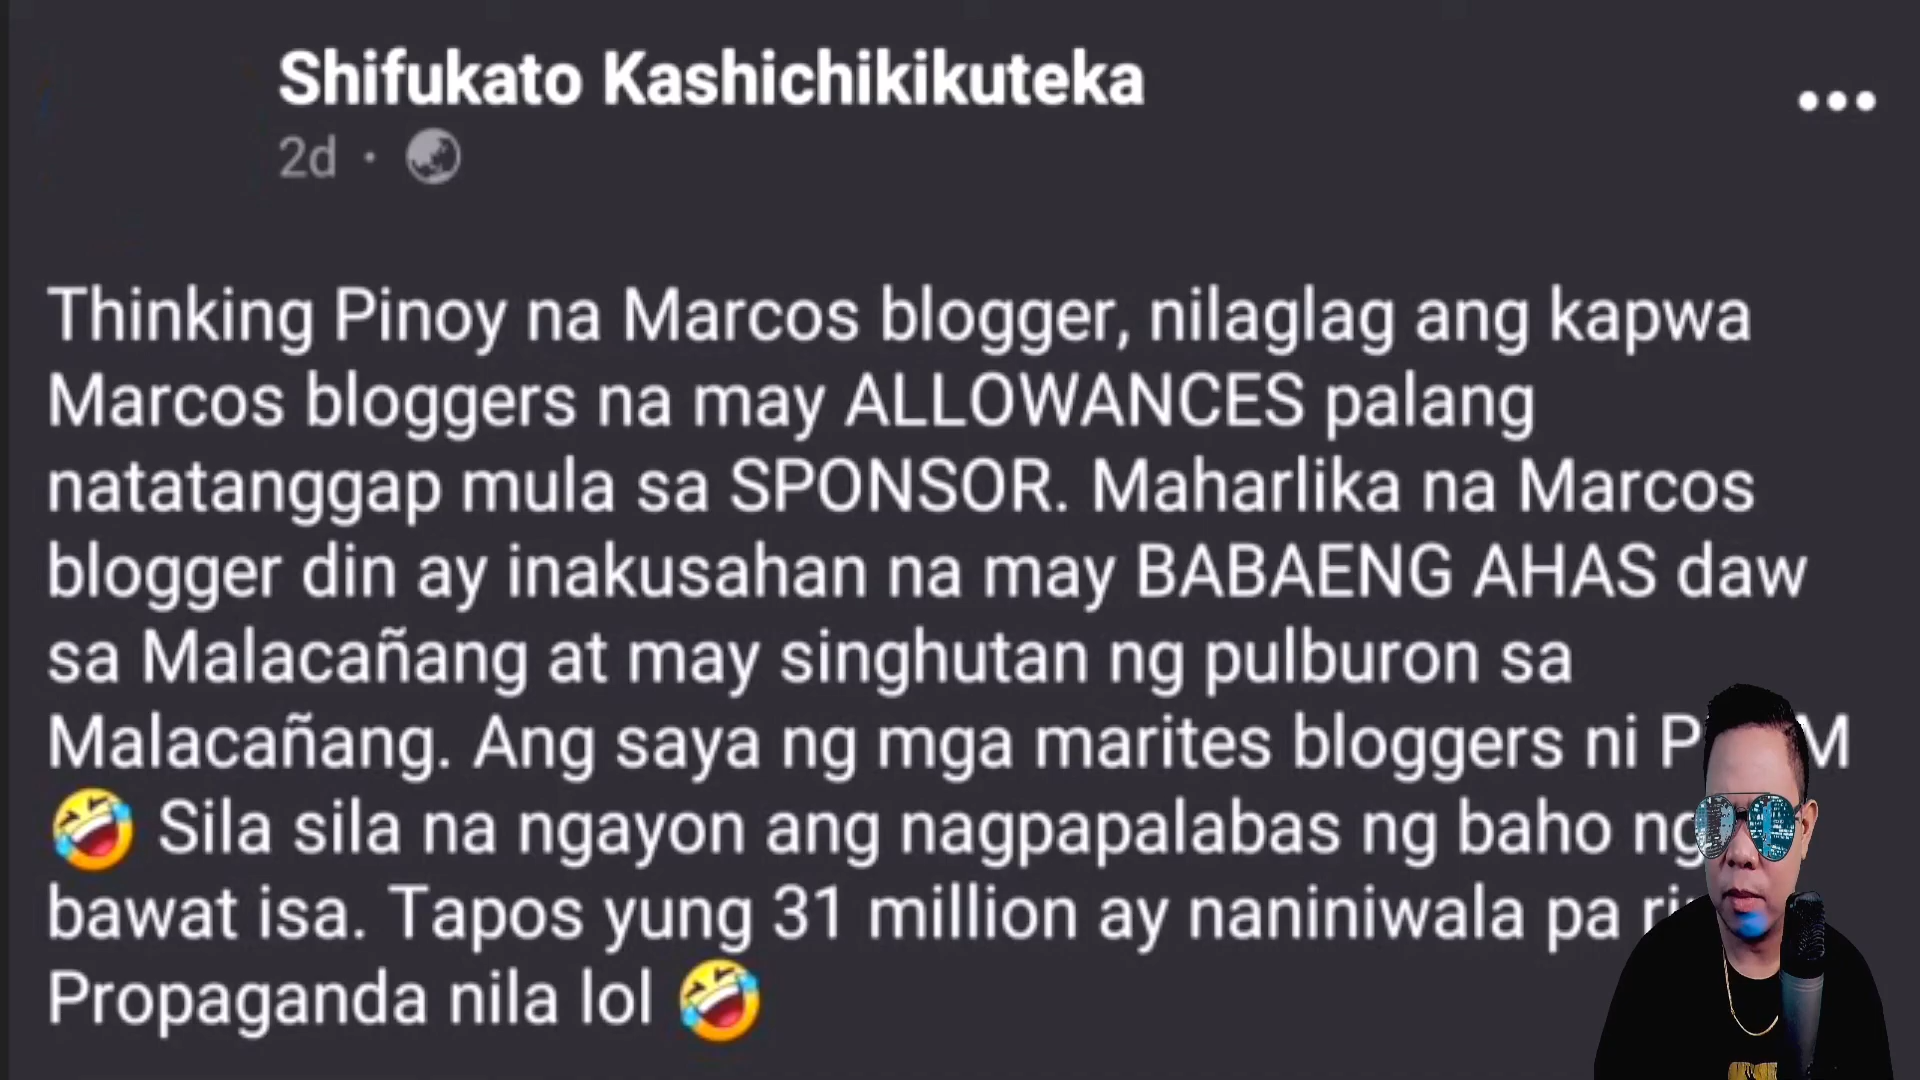 Shifukato Kashichikikuteka
2d ·
Thinking Pinoy na Marcos blogger, nilaglag ang kapwa
Marcos bloggers na may ALLOWANCES palang
natatanggap mula sa SPONSOR. Maharlika na Marcos
blogger din ay inakusahan na may BABAENG AHAS daw
sa Malacañang at may singhutan ng pulburon sa
Malacañang. Ang saya ng mga marites bloggers ni
🤣 Sila sila na ngayon ang nagpapalabas ng baho ng
bawat isa. Tapos yung 31 million ay naniniwala pa
Propaganda nila lol 🤣